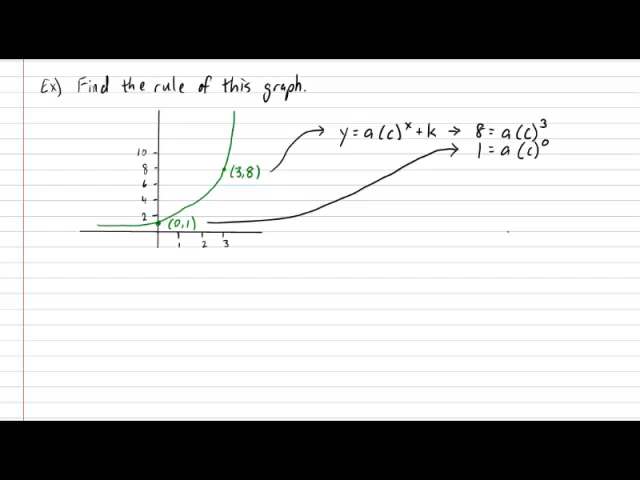 Ex) Find the rule of this graph.
y = a(c)^x + k → 8 = a(c)^3
1 = a(c)^0
10
8
6
4
2
(3,8)
(0,1)
1 2 3